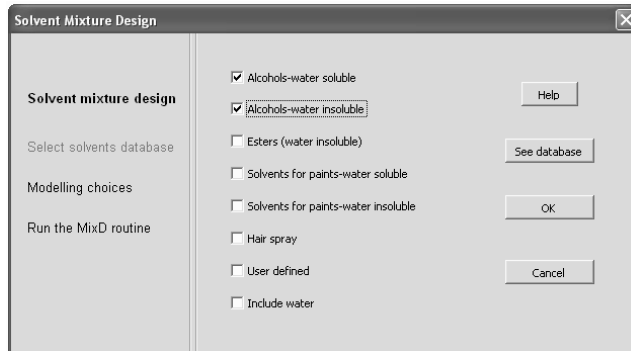 Solvent Mixture Design
Solvent mixture design
Select solvents database
Modelling choices
Run the MixD routine
Alcohols-water soluble
Alcohols-water insoluble
Esters (water insoluble)
Solvents for paints-water soluble
Solvents for paints-water insoluble
Hair spray
User defined
Include water
Help
See database
OK
Cancel